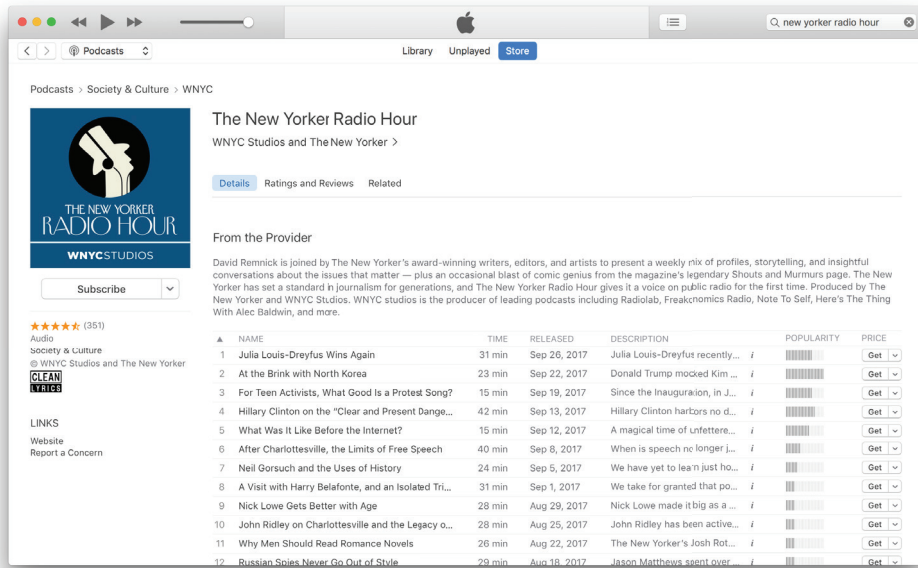 new yorker radio hour
Podcasts
Library Unplayed Store
Podcasts > Society & Culture > WNYC
THE NEW YORKER
RADIO HOUR
WNYCSTUDIOS
Subscribe
(351)
Audio
Society & Culture
© WNYC Studios and The New Yorker
CLEAN
LYRICS
LINKS
Website
Report a Concern
The New Yorker Radio Hour
WNYC Studios and The New Yorker >
Details Ratings and Reviews Related
From the Provider
David Remnick is joined by The New Yorker's award-winning writers, editors, and artists to present a weekly mix of profiles, storytelling, and insightful
conversations about the issues that matter — plus an occasional blast of comic genius from the magazine's legendary Shouts and Murmurs page. The New
Yorker has set a standard in journalism for generations, and The New Yorker Radio Hour gives it a voice on public radio for the first time. Produced by The
New Yorker and WNYC Studios. WNYC studios is the producer of leading podcasts including Radiolab, Freakonomics Radio, Note To Self, Here's The Thing
With Alec Baldwin, and more.
NAME TIME RELEASED DESCRIPTION POPULARITY PRICE
1 Julia Louis-Dreyfus Wins Again 31 min Sep 26, 2017 Julia Louis-Dreyfus recently... i Get
2 At the Brink with North Korea 23 min Sep 22, 2017 Donald Trump mocked Kim ... i Get
3 For Teen Activists, What Good Is a Protest Song? 15 min Sep 19, 2017 Since the Inauguration, in J... i Get
4 Hillary Clinton on the "Clear and Present Dange... 42 min Sep 13, 2017 Hillary Clinton harbors no d... i Get
5 What Was It Like Before the Internet? 15 min Sep 12, 2017 A magical time of unfettere... i Get
6 After Charlottesville, the Limits of Free Speech 40 min Sep 8, 2017 When is speech no longer j... i Get
7 Neil Gorsuch and the Uses of History 24 min Sep 5, 2017 We have yet to learn just ho... i Get
8 A Visit with Harry Belafonte, and an Isolated Tri... 31 min Sep 1, 2017 We take for granted that po... i Get
9 Nick Lowe Gets Better with Age 28 min Aug 29, 2017 Nick Lowe made it big as a ... i Get
10 John Ridley on Charlottesville and the Legacy o... 28 min Aug 25, 2017 John Ridley has been active... i Get
11 Why Men Should Read Romance Novels 26 min Aug 22, 2017 The New Yorker's Josh Rot... i Get
12 Russian Spies Never Go Out of Style 29 min Aug 18, 2017 Jason Matthews spent over ... i Get